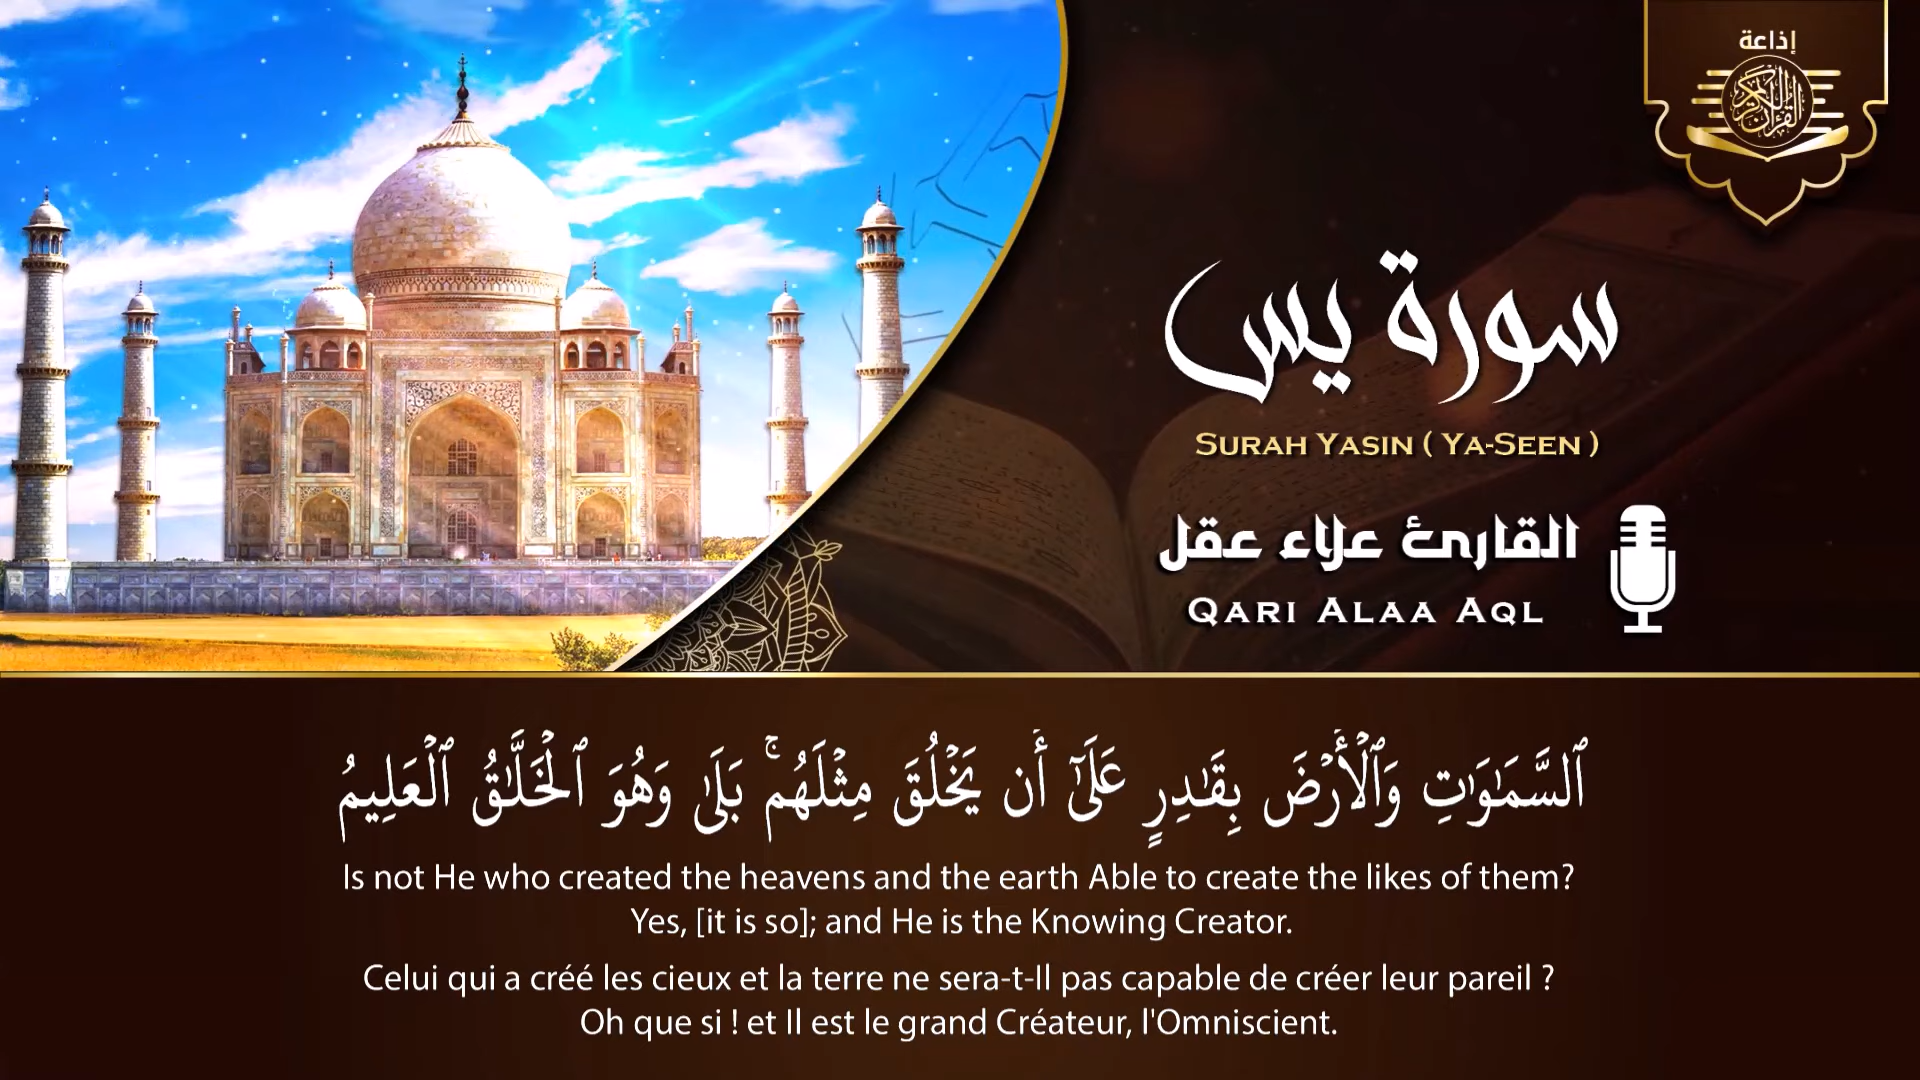 إذاعة
القرآن الكريم
سورة يس
SURAH YASIN ( YA-SEEN )
القارئ علاء عقل
QARI ALAA AQL
ٱلسَّمَـٰوَٰتِ وَٱلْأَرْضَ بِقَـٰدِرٍ عَلَىٰٓ أَن يَخْلُقَ مِثْلَهُم ۚ بَلَىٰ وَهُوَ ٱلْخَلَّـٰقُ ٱلْعَلِيمُ
Is not He who created the heavens and the earth Able to create the likes of them?
Yes, [it is so]; and He is the Knowing Creator.
Celui qui a créé les cieux et la terre ne sera-t-Il pas capable de créer leur pareil ?
Oh que si ! et Il est le grand Créateur, l'Omniscient.